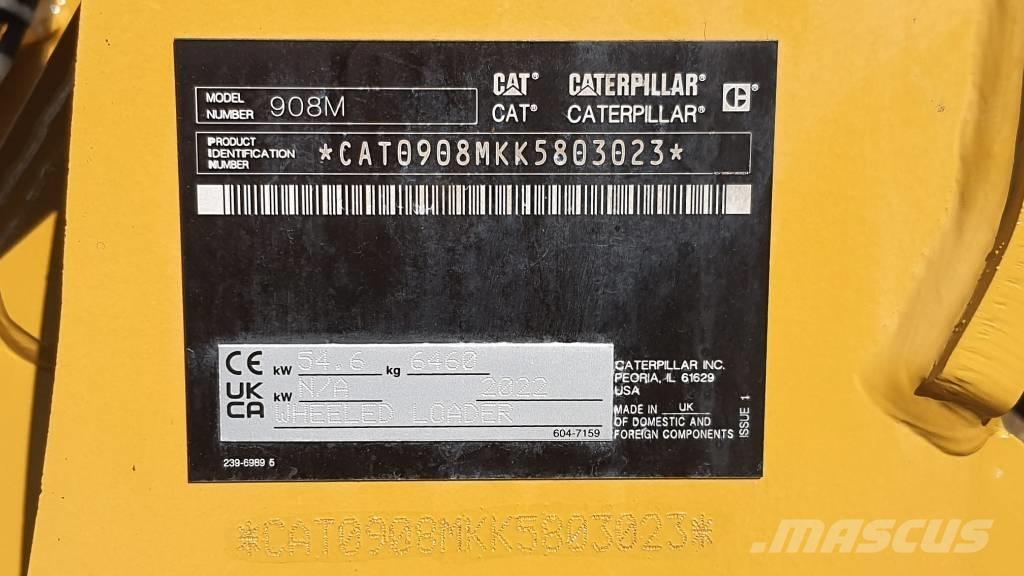 CAT® CATERPILLAR®
CAT® CATERPILLAR®
MODEL NUMBER 908M
PRODUCT IDENTIFICATION NUMBER *CAT0908MKK5803023*
CE kW 54.6 kg 6460
UKCA kW N/A 2022
WHEELED LOADER
604-7159
CATERPILLAR INC.
PEORIA, IL 61629
USA
MADE IN UK
OF DOMESTIC AND
FOREIGN COMPONENTS
ISSUE 1
239-6989 5
*CAT0908MKK5803023*
MASCUS